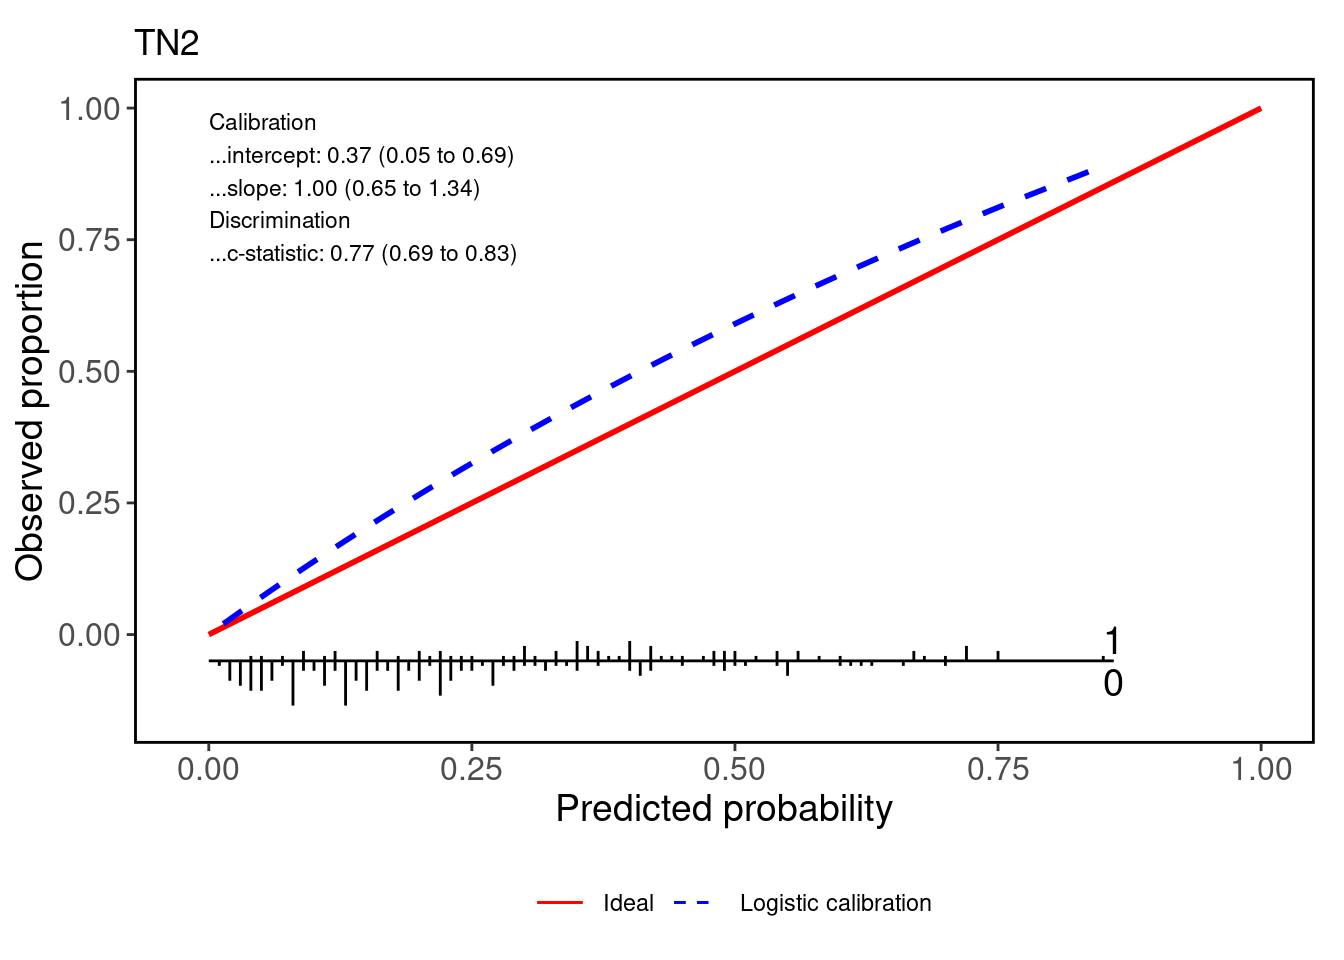 TN2
Calibration
...intercept: 0.37 (0.05 to 0.69)
...slope: 1.00 (0.65 to 1.34)
Discrimination
...c-statistic: 0.77 (0.69 to 0.83)
Observed proportion
1.00
0.75
0.50
0.25
0.00
1
0
0.00 0.25 0.50 0.75 1.00
Predicted probability
Ideal Logistic calibration